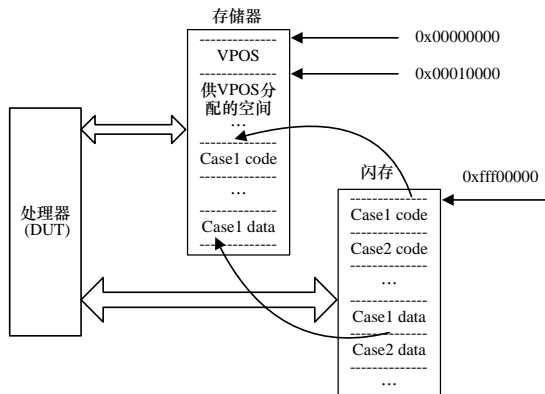 存储器
VPOS
供VPOS分
配的空间
…
Case1 code
…
Case1 data
0x00000000
0x00010000
处理器
(DUT)
闪存
0xfff00000
Case1 code
Case2 code
…
Case1 data
Case2 data
…